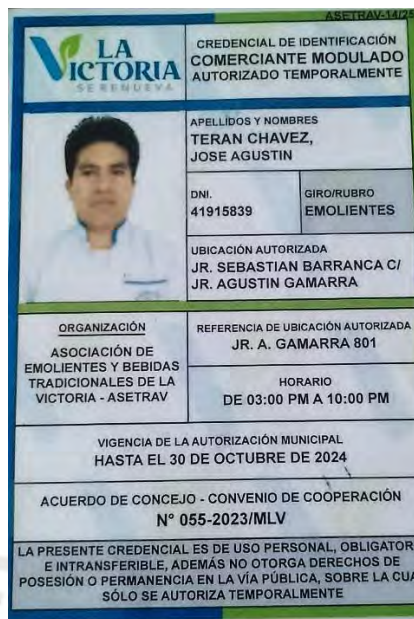 ASETRAV-14/25
LA
VICTORIA
SE RENUEVA
CREDENCIAL DE IDENTIFICACIÓN
COMERCIANTE MODULADO
AUTORIZADO TEMPORALMENTE
APELLIDOS Y NOMBRES
TERAN CHAVEZ,
JOSE AGUSTIN
DNI.
41915839
GIRO/RUBRO
EMOLIENTES
UBICACIÓN AUTORIZADA
JR. SEBASTIAN BARRANCA C/
JR. AGUSTIN GAMARRA
ORGANIZACIÓN
ASOCIACIÓN DE
EMOLIENTES Y BEBIDAS
TRADICIONALES DE LA
VICTORIA - ASETRAV
REFERENCIA DE UBICACIÓN AUTORIZADA
JR. A. GAMARRA 801
HORARIO
DE 03:00 PM A 10:00 PM
VIGENCIA DE LA AUTORIZACIÓN MUNICIPAL
HASTA EL 30 DE OCTUBRE DE 2024
ACUERDO DE CONCEJO - CONVENIO DE COOPERACIÓN
N° 055-2023/MLV
LA PRESENTE CREDENCIAL ES DE USO PERSONAL, OBLIGATOR
E INTRANSFERIBLE, ADEMÁS NO OTORGA DERECHOS DE
POSESIÓN O PERMANENCIA EN LA VÍA PÚBLICA, SOBRE LA CUA
SÓLO SE AUTORIZA TEMPORALMENTE